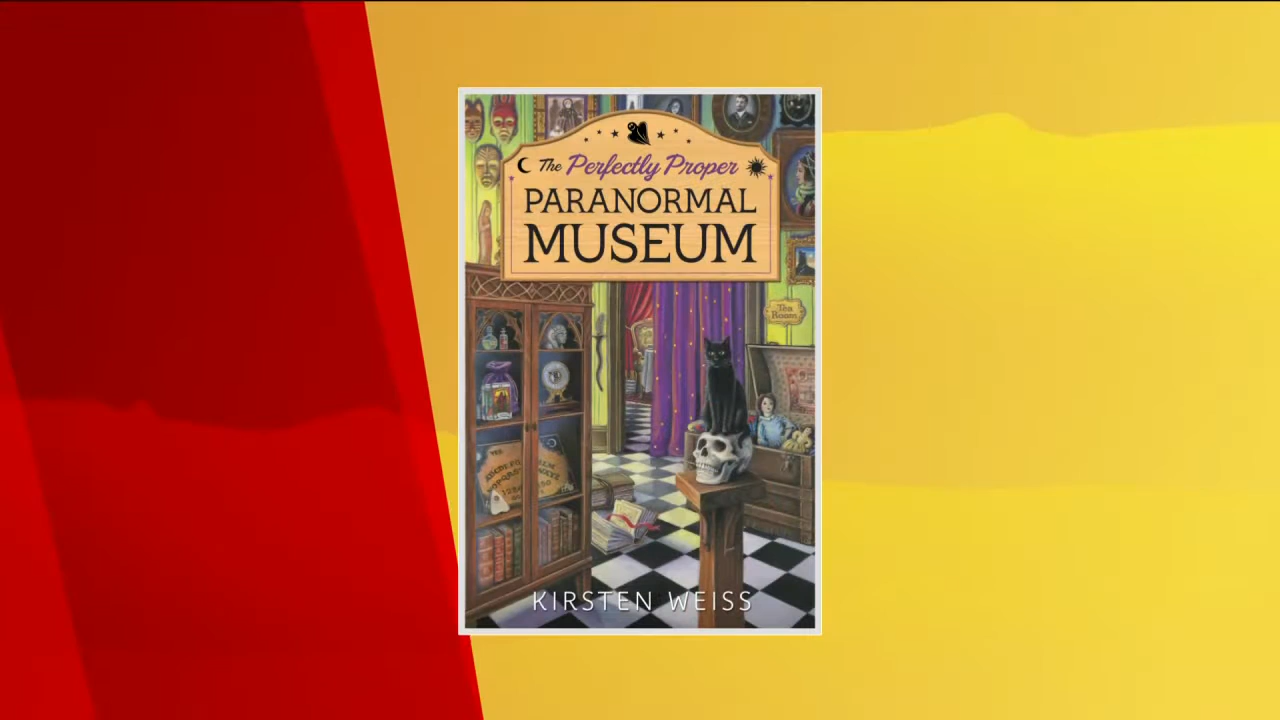 The Perfectly Proper
PARANORMAL
MUSEUM
Tea
Room
KIRSTEN WEISS